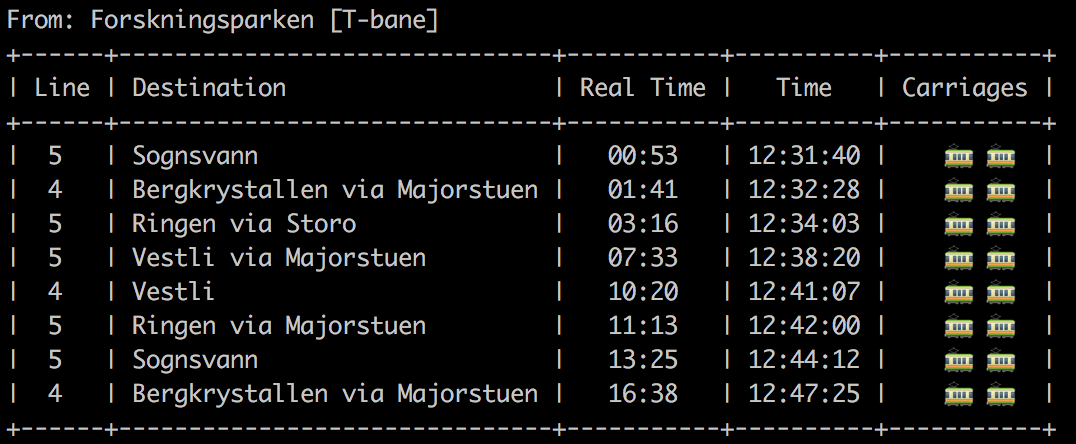 From: Forskningsparken [T-bane]
+------+-------------------------------+-----------+----------+-----------+
| Line | Destination                   | Real Time |   Time   | Carriages |
+------+-------------------------------+-----------+----------+-----------+
|  5   | Sognsvann                     |   00:53   | 12:31:40 |    🚋 🚋    |
|  4   | Bergkrystallen via Majorstuen |   01:41   | 12:32:28 |    🚋 🚋    |
|  5   | Ringen via Storo              |   03:16   | 12:34:03 |    🚋 🚋    |
|  5   | Vestli via Majorstuen         |   07:33   | 12:38:20 |    🚋 🚋    |
|  4   | Vestli                        |   10:20   | 12:41:07 |    🚋 🚋    |
|  5   | Ringen via Majorstuen         |   11:13   | 12:42:00 |    🚋 🚋    |
|  5   | Sognsvann                     |   13:25   | 12:44:12 |    🚋 🚋    |
|  4   | Bergkrystallen via Majorstuen |   16:38   | 12:47:25 |    🚋 🚋    |
+------+-------------------------------+-----------+----------+-----------+